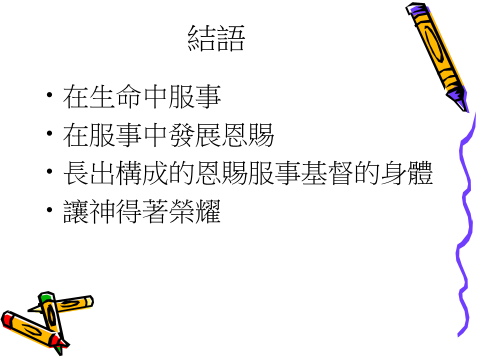 結語
•在生命中服事
•在服事中發展恩賜
•長出構成的恩賜服事基督的身體
•讓神得著榮耀